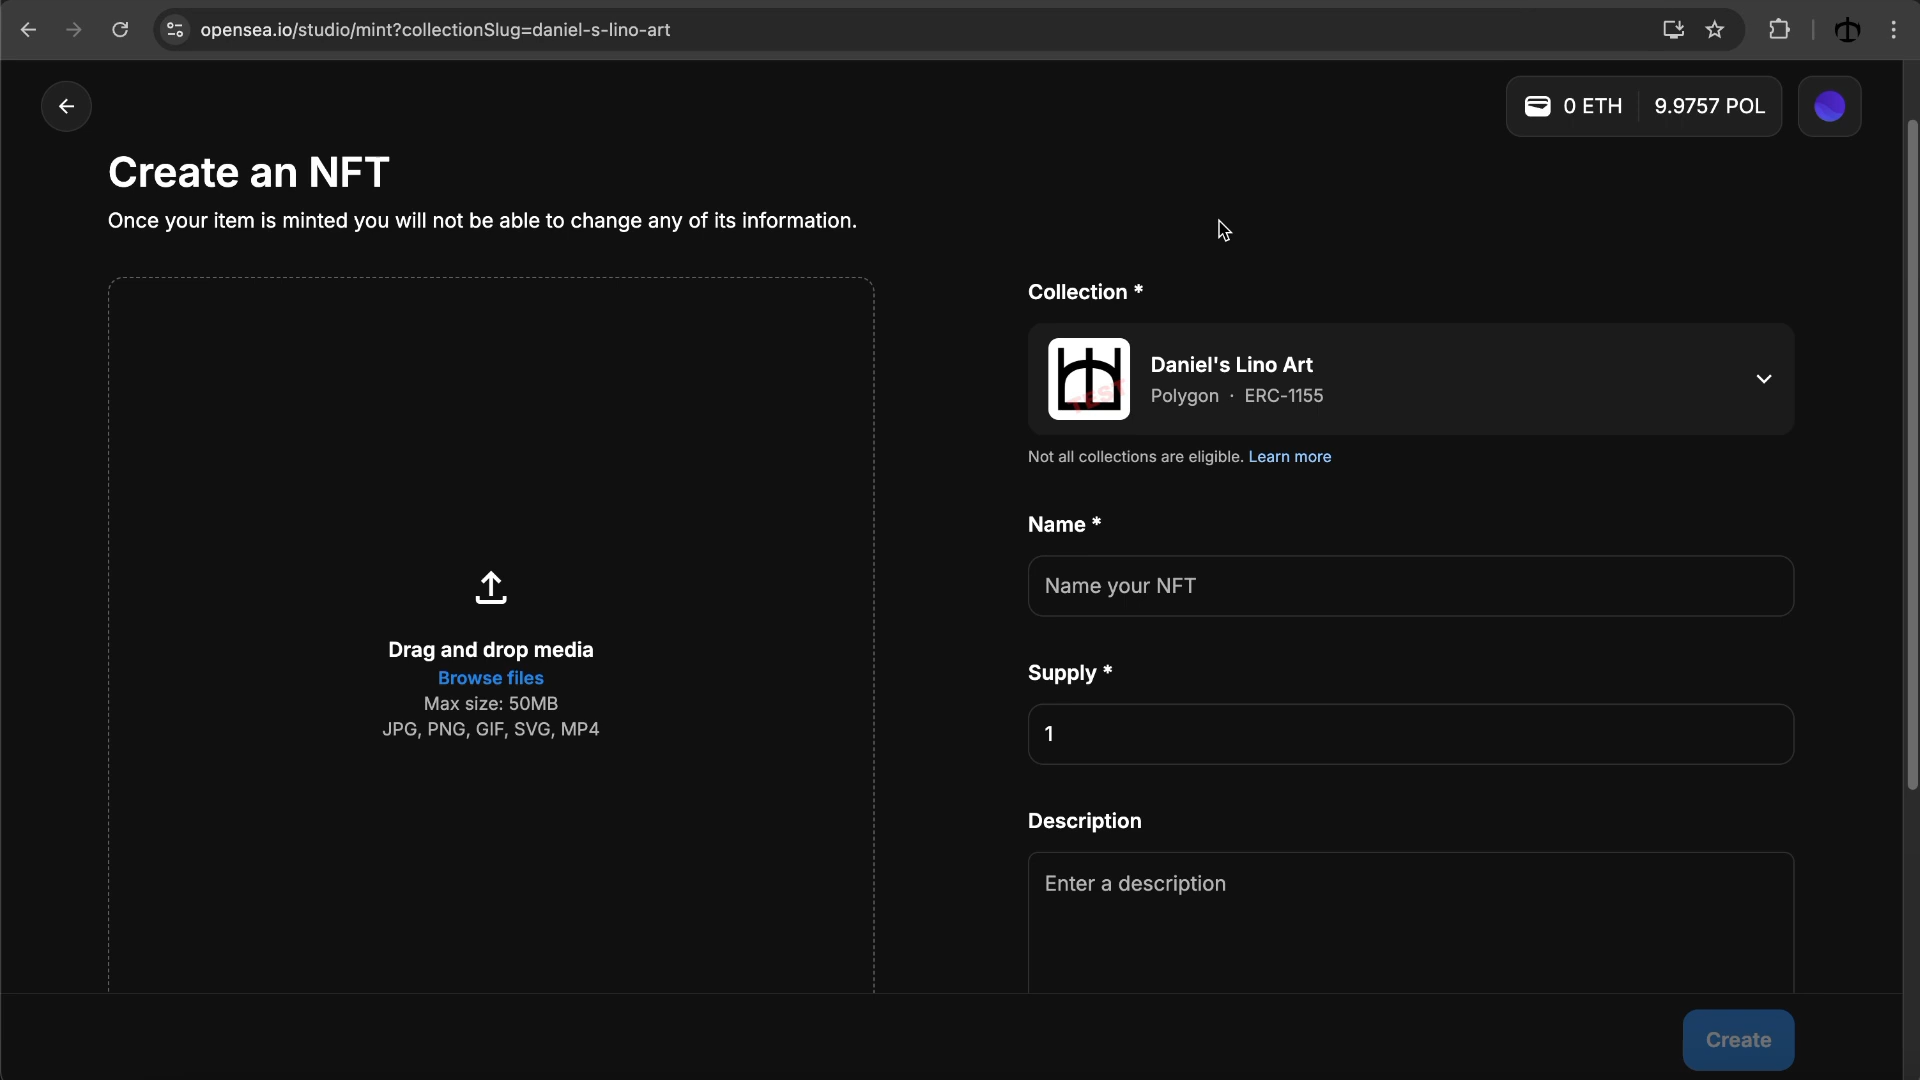 opensea.io/studio/mint?collectionSlug=daniel-s-lino-art
0 ETH
9.9757 POL
Create an NFT
Once your item is minted you will not be able to change any of its information.
Drag and drop media
Browse files
Max size: 50MB
JPG, PNG, GIF, SVG, MP4
Collection *
TEST
Daniel's Lino Art
Polygon · ERC-1155
Not all collections are eligible. Learn more
Name *
Name your NFT
Supply *
1
Description
Enter a description
Create